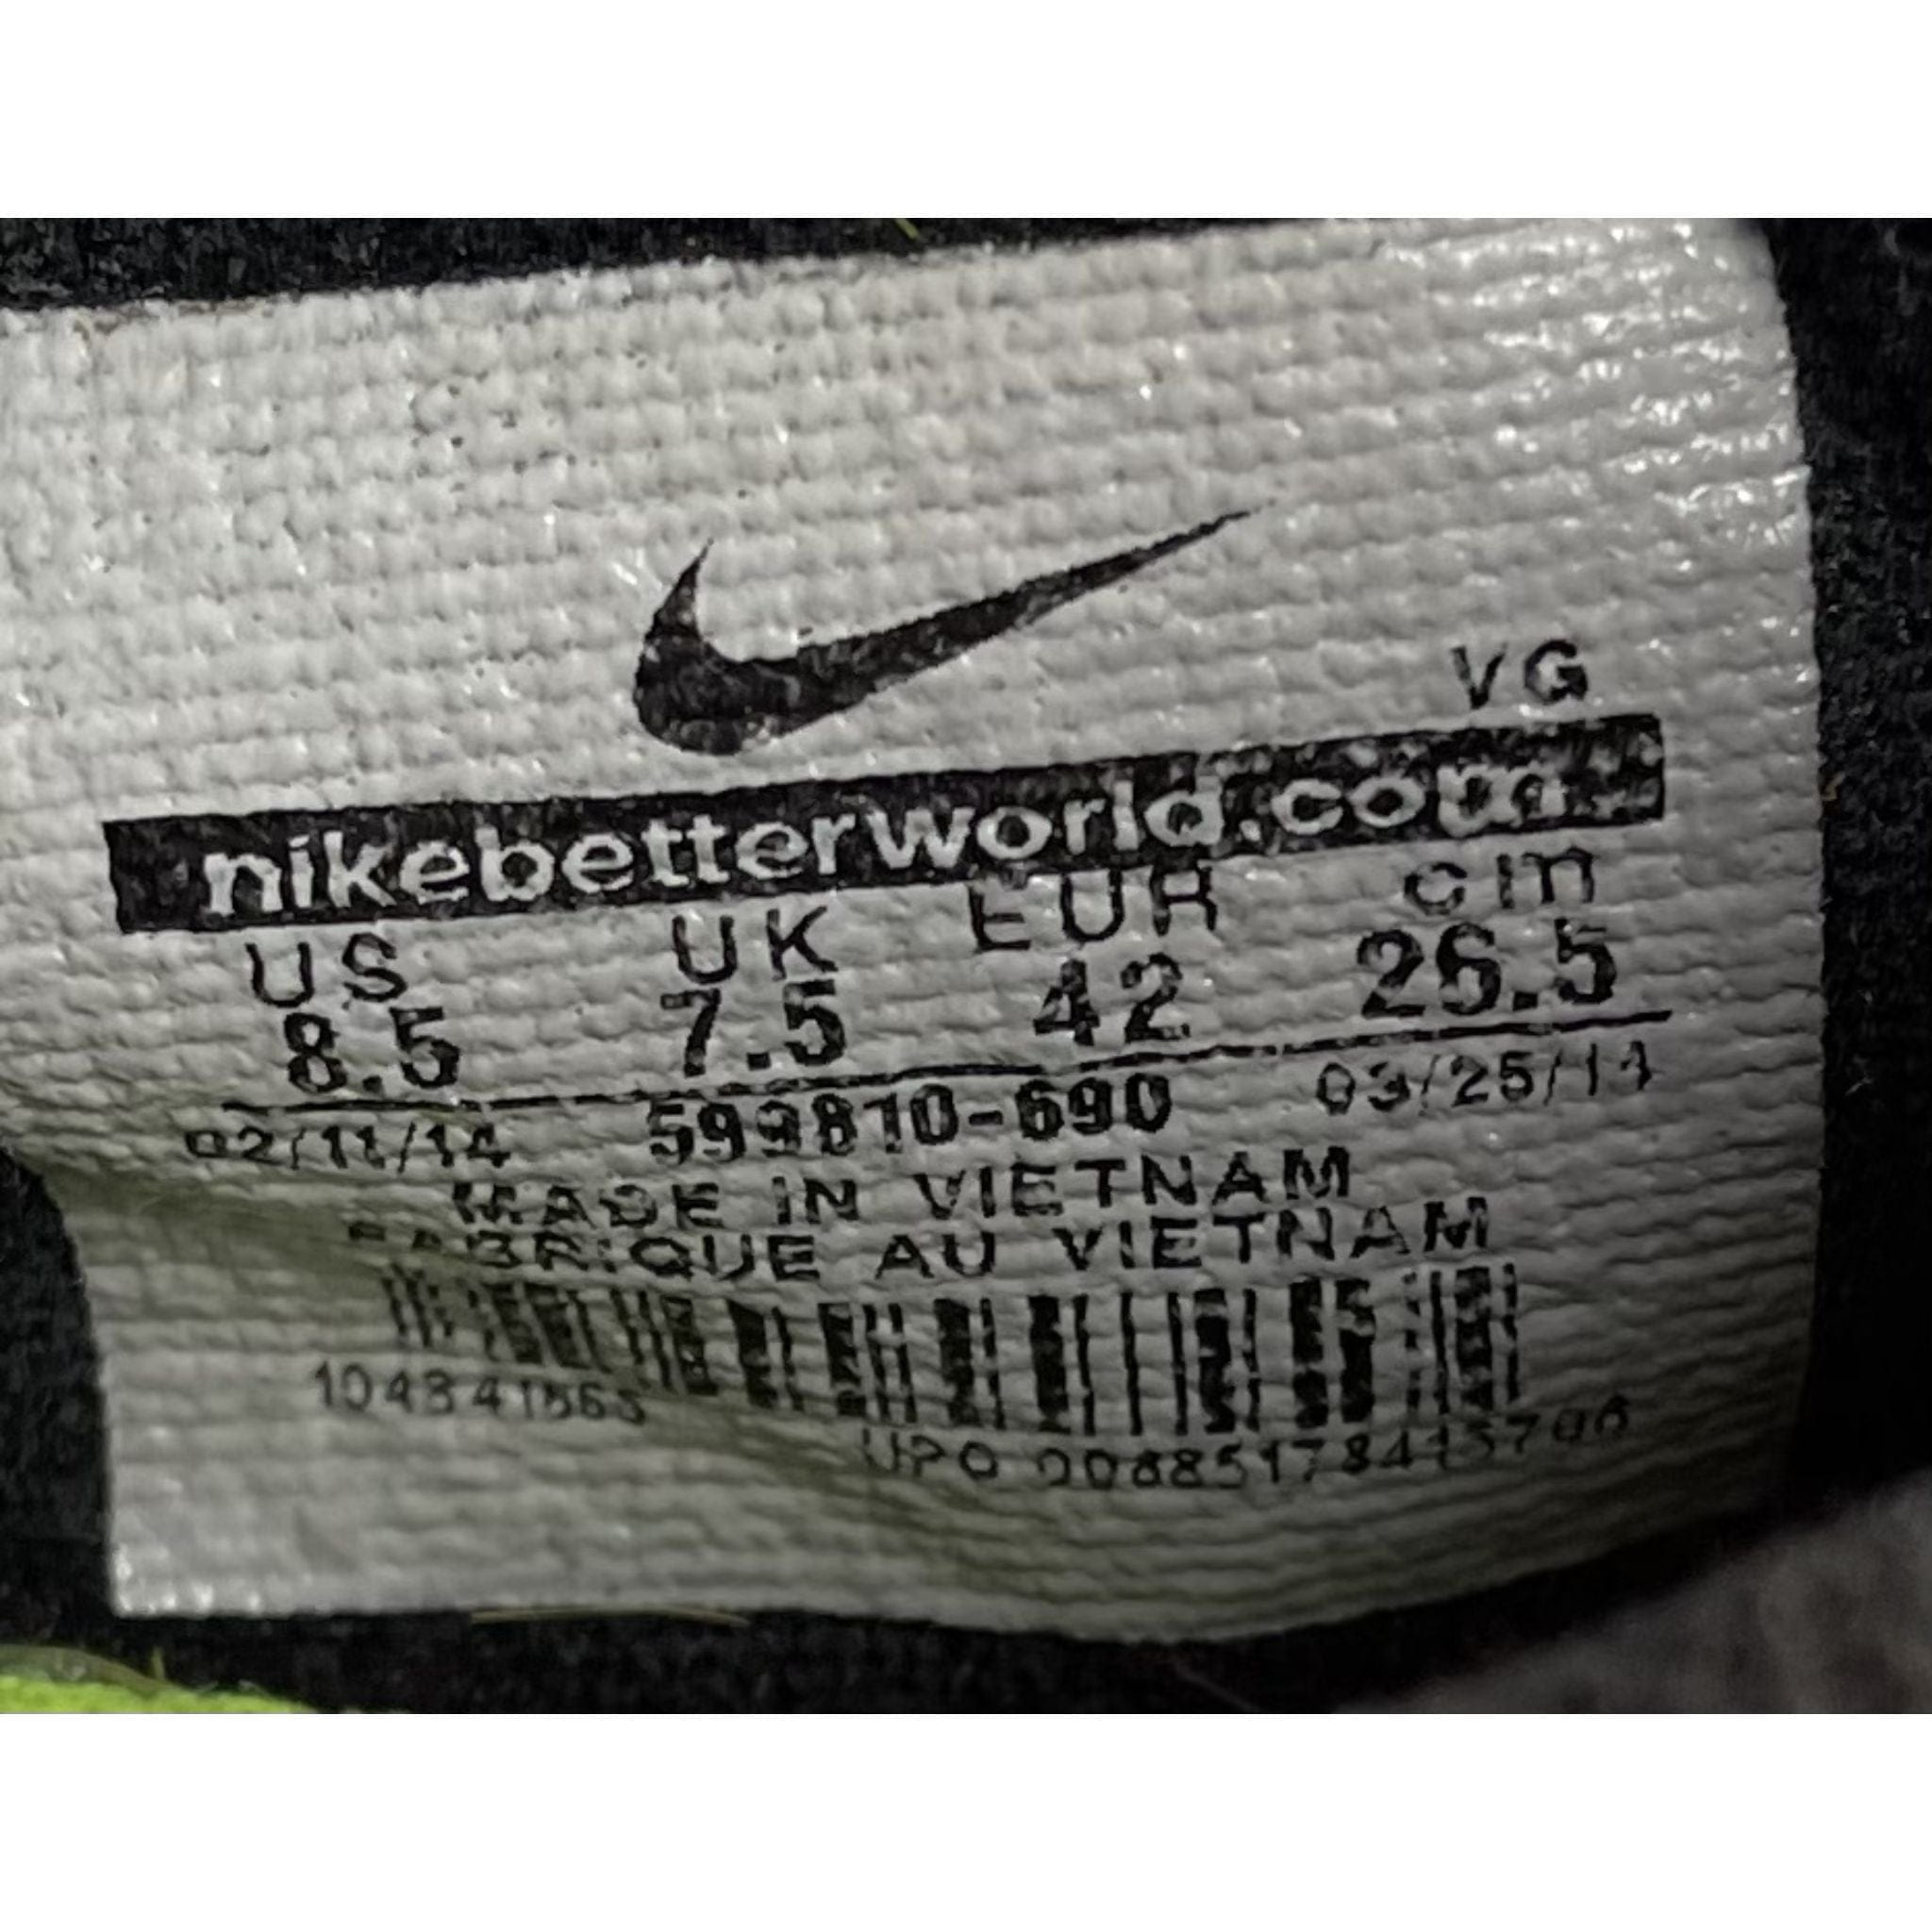 VG
nikebetterworld.com
US UK EUR cm
8.5 7.5 42 26.5
02/11/14 599810-690 03/25/14
MADE IN VIETNAM
FABRIQUE AU VIETNAM